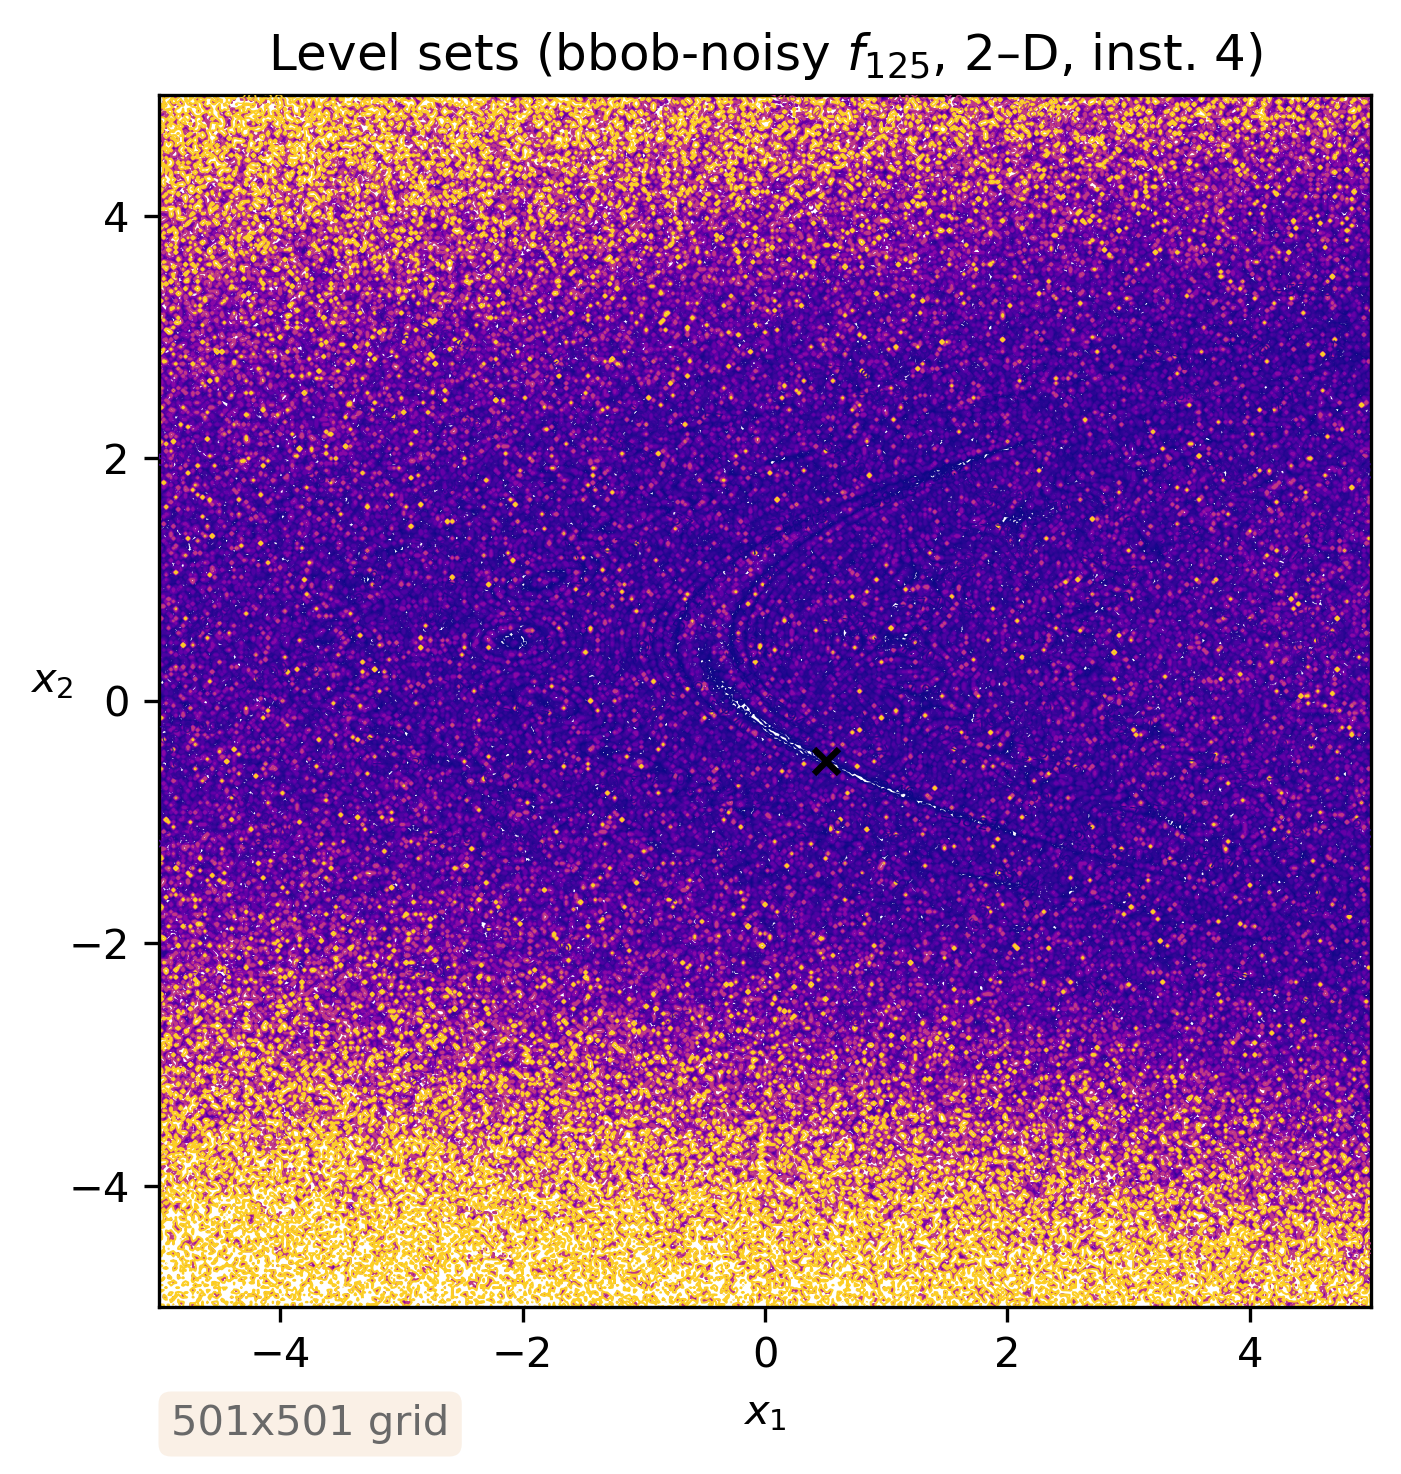 Level sets (bbob-noisy f₁₂₅, 2–D, inst. 4)
4
2
x₂
0
−2
−4
−4 −2 0 2 4
x₁
501x501 grid